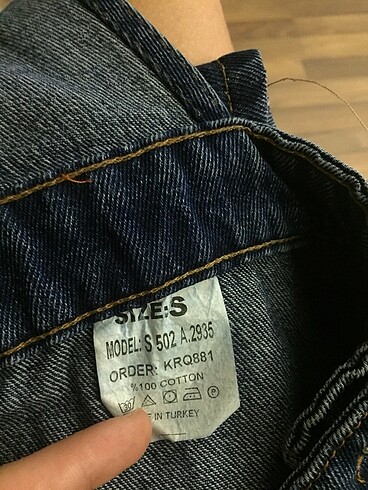 SIZE:S
MODEL: S 502 A.2935
ORDER: KRQ881
%100 COTTON
IN TURKEY